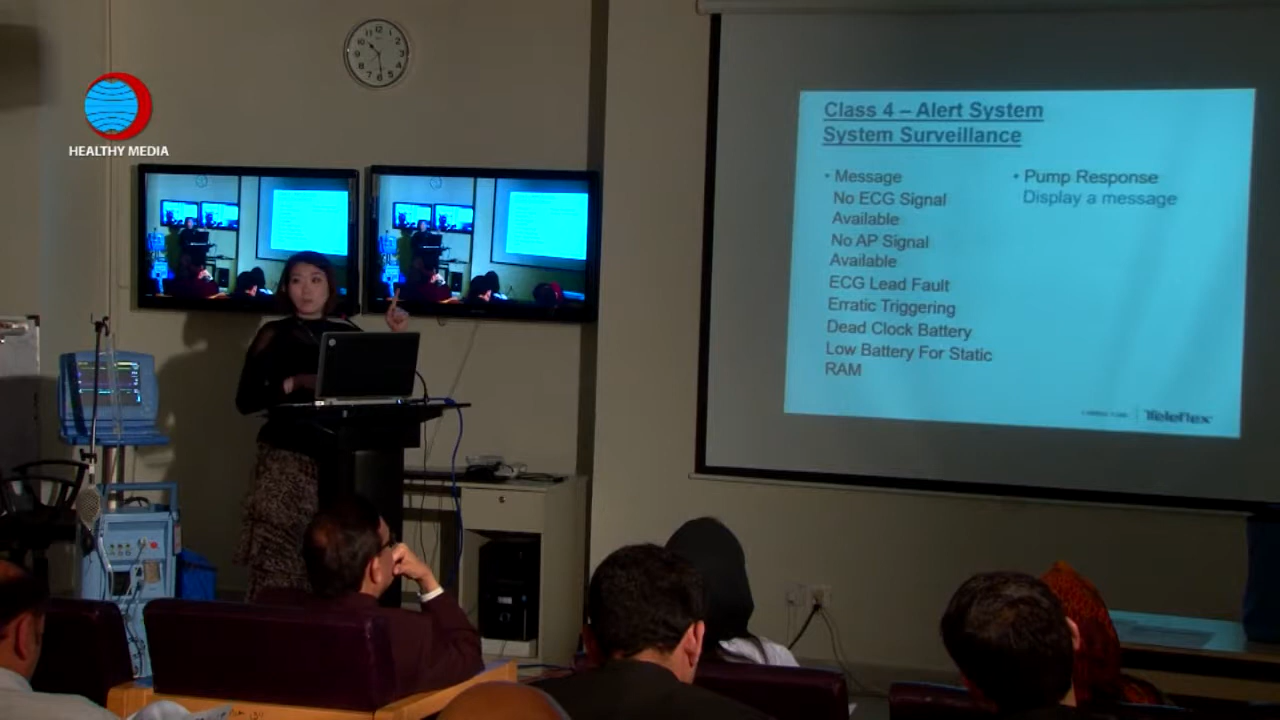 HEALTHY MEDIA
Class 4 – Alert System
System Surveillance
• Message
No ECG Signal
Available
No AP Signal
Available
ECG Lead Fault
Erratic Triggering
Dead Clock Battery
Low Battery For Static
RAM
• Pump Response
Display a message
Teleflex